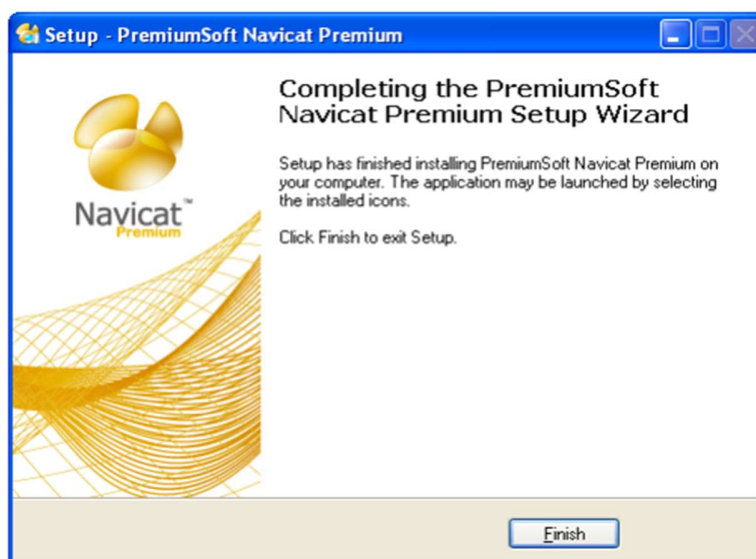 Setup - PremiumSoft Navicat Premium
Completing the PremiumSoft
Navicat Premium Setup Wizard
Setup has finished installing PremiumSoft Navicat Premium on
your computer. The application may be launched by selecting
the installed icons.
Click Finish to exit Setup.
Navicat™
Premium
Finish